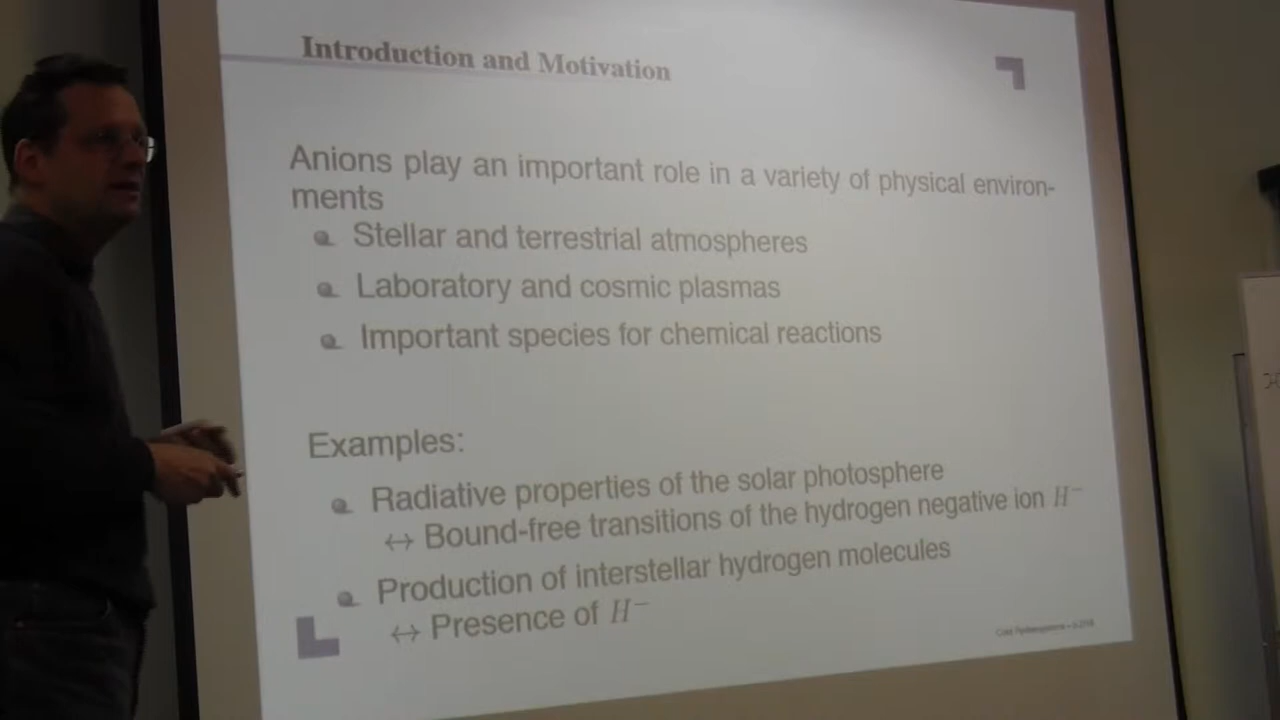 Introduction and Motivation
Anions play an important role in a variety of physical environ-
ments
Stellar and terrestrial atmospheres
Laboratory and cosmic plasmas
Important species for chemical reactions
Examples:
Radiative properties of the solar photosphere
↔ Bound-free transitions of the hydrogen negative ion H⁻
Production of interstellar hydrogen molecules
↔ Presence of H⁻